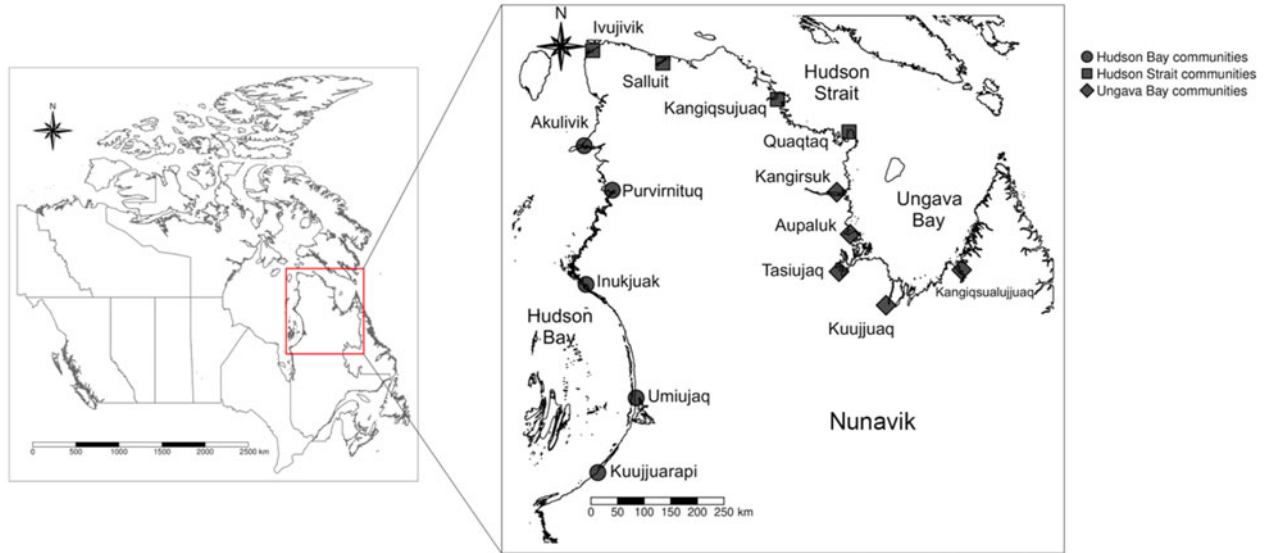 N
0 500 1000 1500 2000 2500 km
N
Ivujivik
Salluit
Hudson
Strait
Kangiqsujuaq
Akulivik
Quaqtaq
Kangirsuk
Purvirnituq
Ungava
Bay
Aupaluk
Tasiujaq
Inukjuak
Kangiqsualujjuaq
Hudson
Bay
Kuujjuaq
Umiujaq
Nunavik
Kuujjuarapi
0 50 100 150 200 250 km
Hudson Bay communities
Hudson Strait communities
Ungava Bay communities